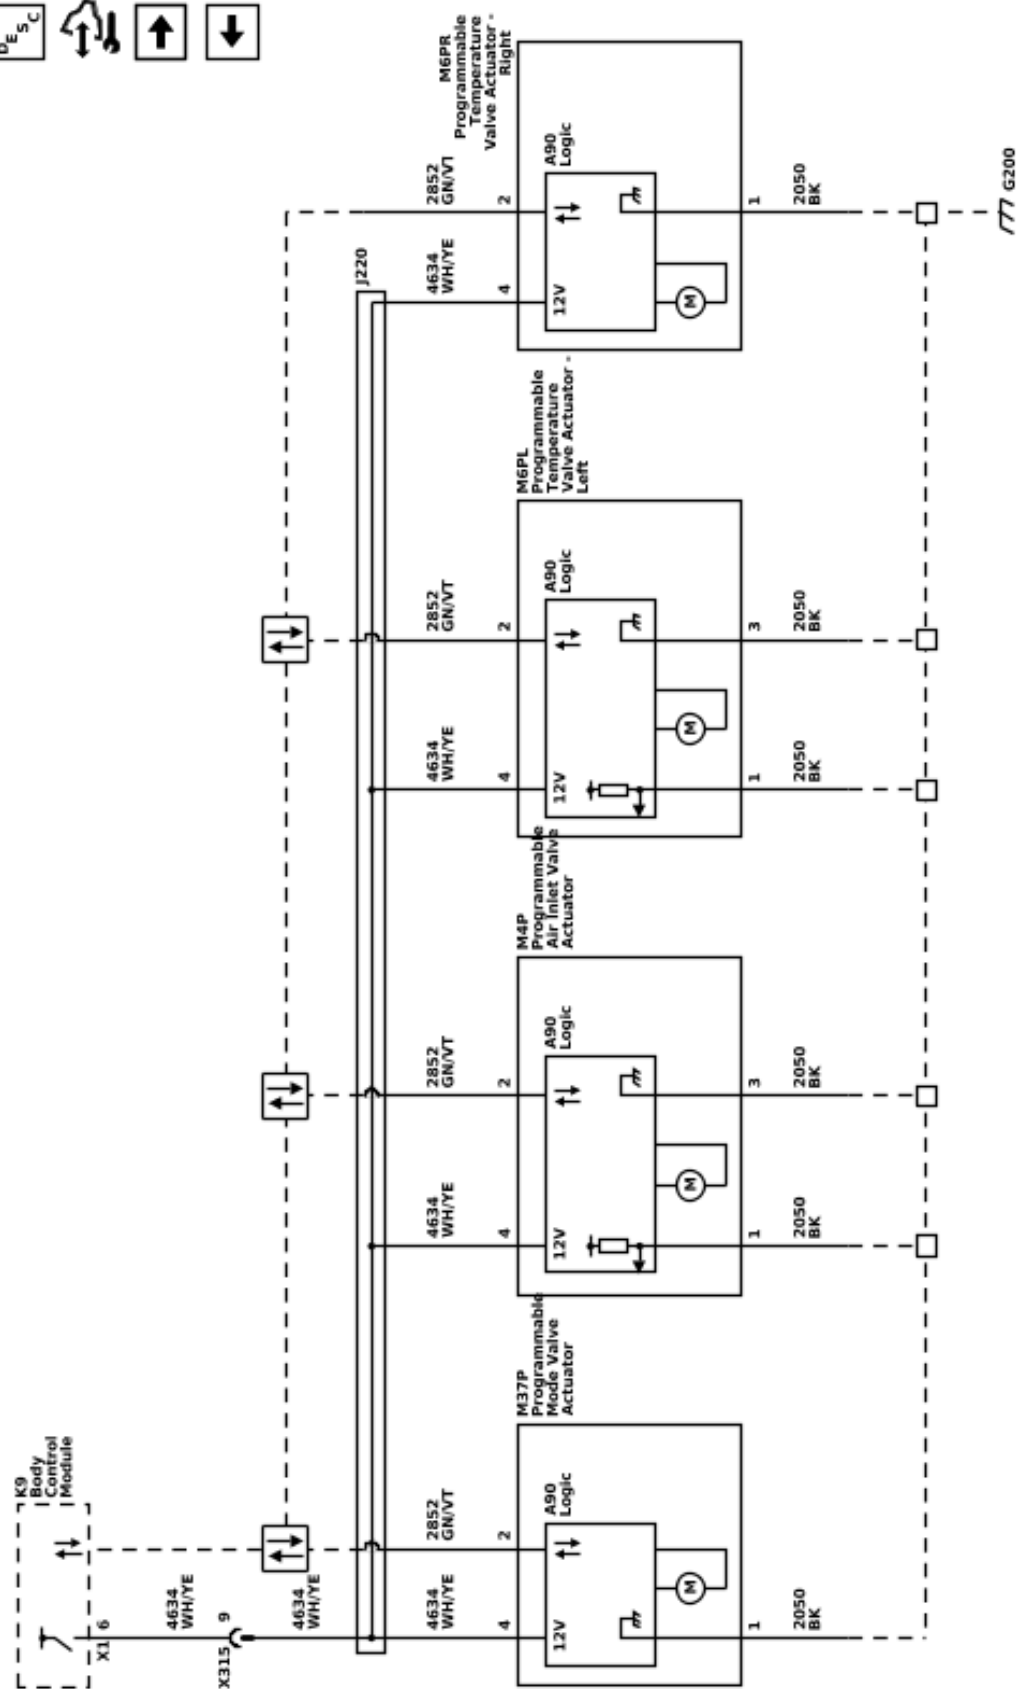 DESC
K9
Body
Control
Module
X1 6
4634
WH/YE
X315 9
4634
WH/YE
J220
4634
WH/YE
2852
GN/VT
4634
WH/YE
2852
GN/VT
4634
WH/YE
2852
GN/VT
4634
WH/YE
2852
GN/VT
M37P
Programmable
Mode Valve
Actuator
4
2
A90
Logic
12V
M
1
2050
BK
M4P
Programmable
Air Inlet Valve
Actuator
4
2
A90
Logic
12V
M
1
3
2050
BK
2050
BK
M6PL
Programmable
Temperature
Valve Actuator -
Left
4
2
A90
Logic
12V
M
1
3
2050
BK
2050
BK
M6PR
Programmable
Temperature
Valve Actuator -
Right
4
2
A90
Logic
12V
M
1
2050
BK
G200